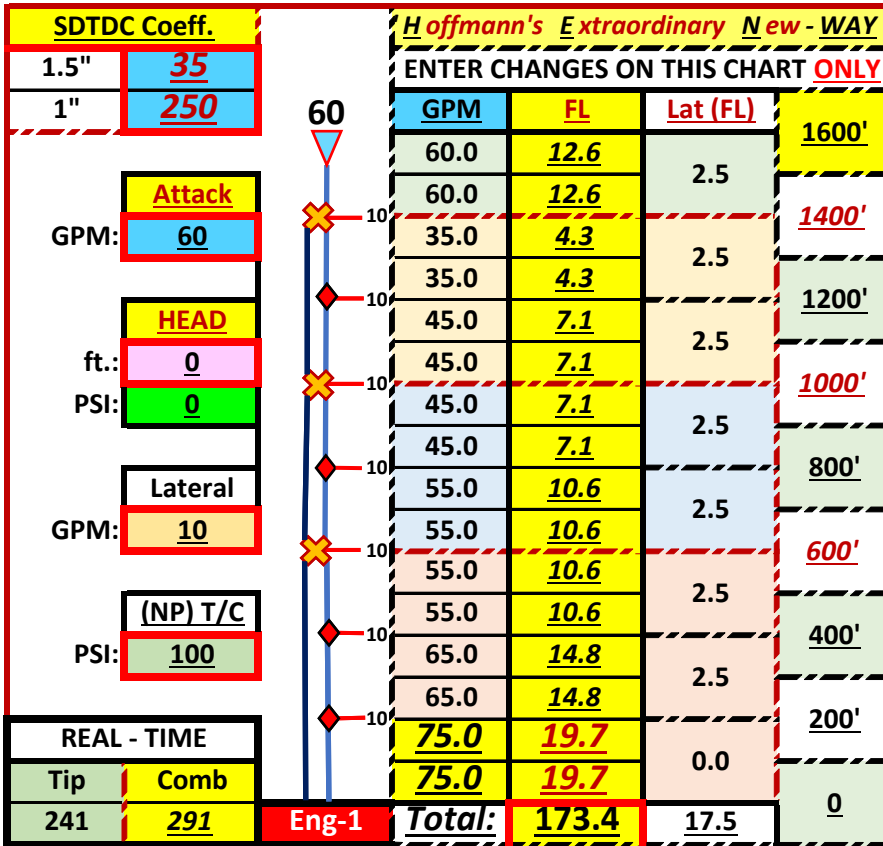 SDTDC Coeff.
1.5" 35
1" 250
Hoffmann's Extraordinary New - WAY
ENTER CHANGES ON THIS CHART ONLY
60
GPM FL Lat (FL)
60.0 12.6
60.0 12.6
2.5
35.0 4.3
35.0 4.3
2.5
45.0 7.1
45.0 7.1
2.5
45.0 7.1
45.0 7.1
2.5
55.0 10.6
55.0 10.6
2.5
55.0 10.6
55.0 10.6
2.5
65.0 14.8
65.0 14.8
2.5
75.0 19.7
75.0 19.7
0.0
Total: 173.4 17.5
1600'
1400'
1200'
1000'
800'
600'
400'
200'
0
10
10
10
10
10
10
10
Attack
GPM: 60
HEAD
ft.: 0
PSI: 0
Lateral
GPM: 10
(NP) T/C
PSI: 100
REAL - TIME
Tip Comb
241 291
Eng-1